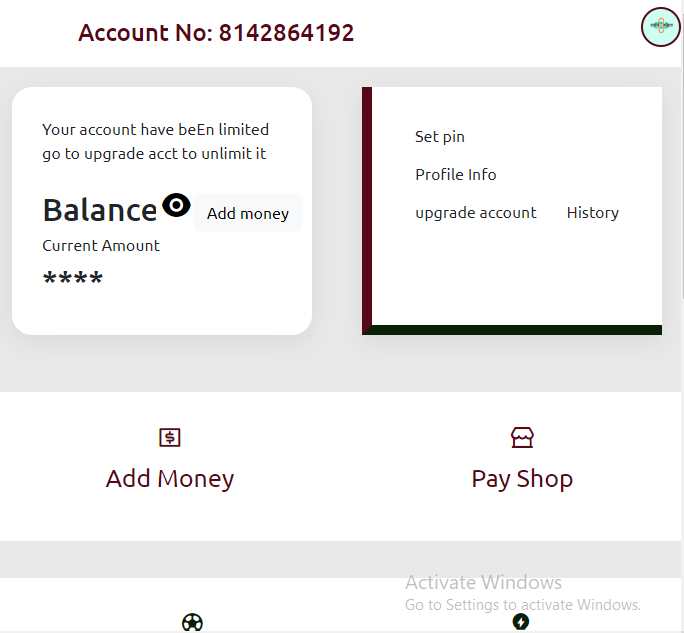 Account No: 8142864192
Your account have beEn limited
go to upgrade acct to unlimit it
Balance
Add money
Current Amount
****
Set pin
Profile Info
upgrade account History
Add Money
Pay Shop
Activate Windows
Go to Settings to activate Windows.